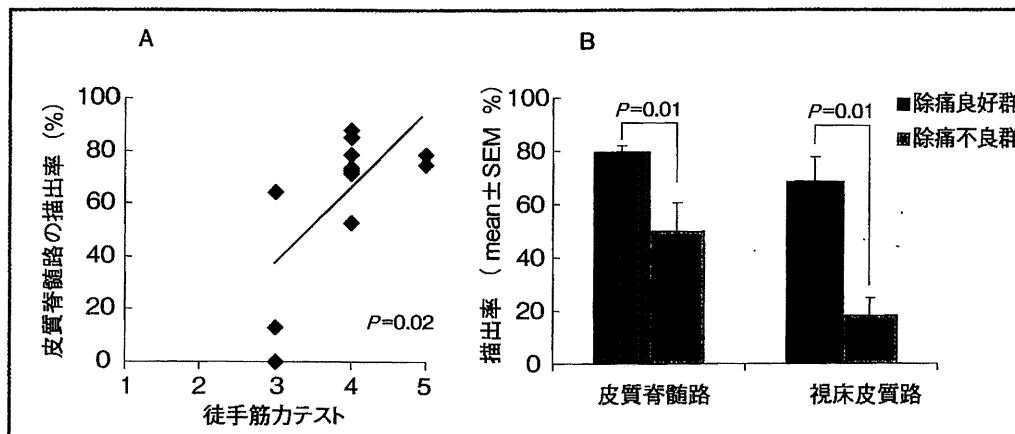 A
皮質脊髄路の描出率 (%)
100
80
60
40
20
0
1 2 3 4 5
P=0.02
徒手筋力テスト
B
描出率 (mean±SEM %)
100
80
60
40
20
0
P=0.01
P=0.01
除痛良好群
除痛不良群
皮質脊髄路 視床皮質路